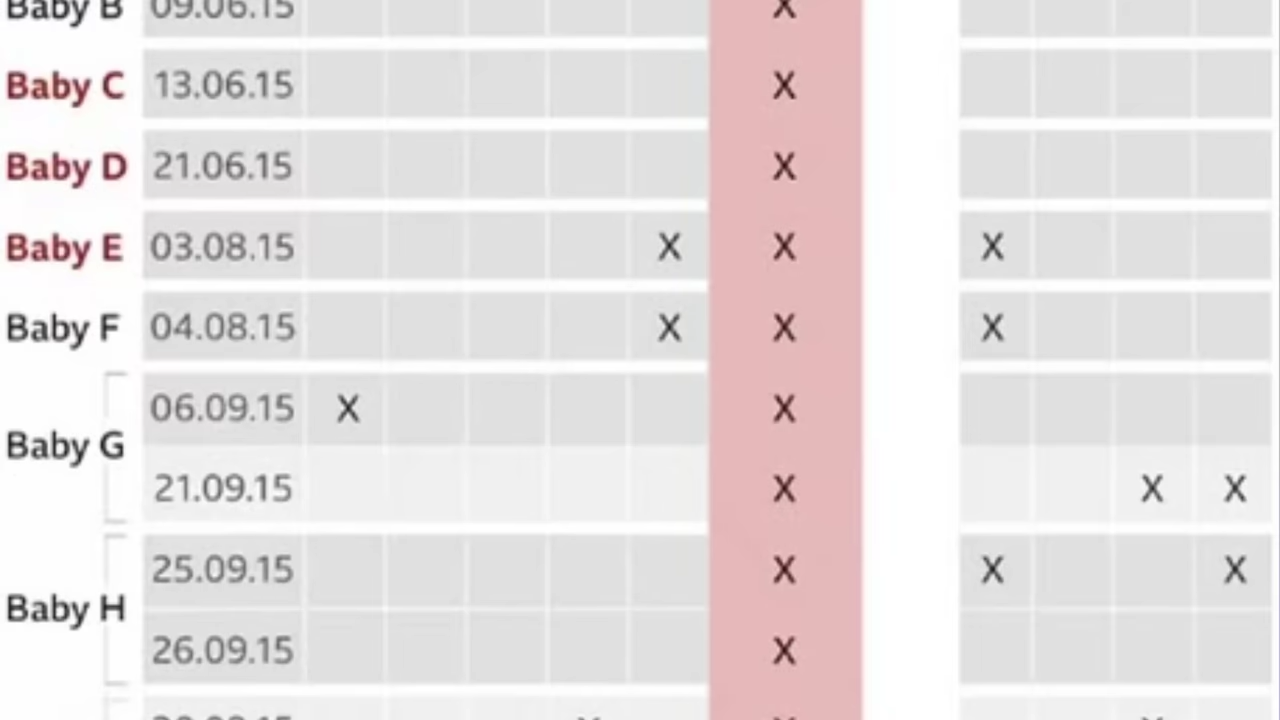 Baby B 09.06.15 X
Baby C 13.06.15 X
Baby D 21.06.15 X
Baby E 03.08.15 X X X
Baby F 04.08.15 X X X
Baby G
06.09.15 X X
21.09.15 X X X
Baby H
25.09.15 X X X
26.09.15 X